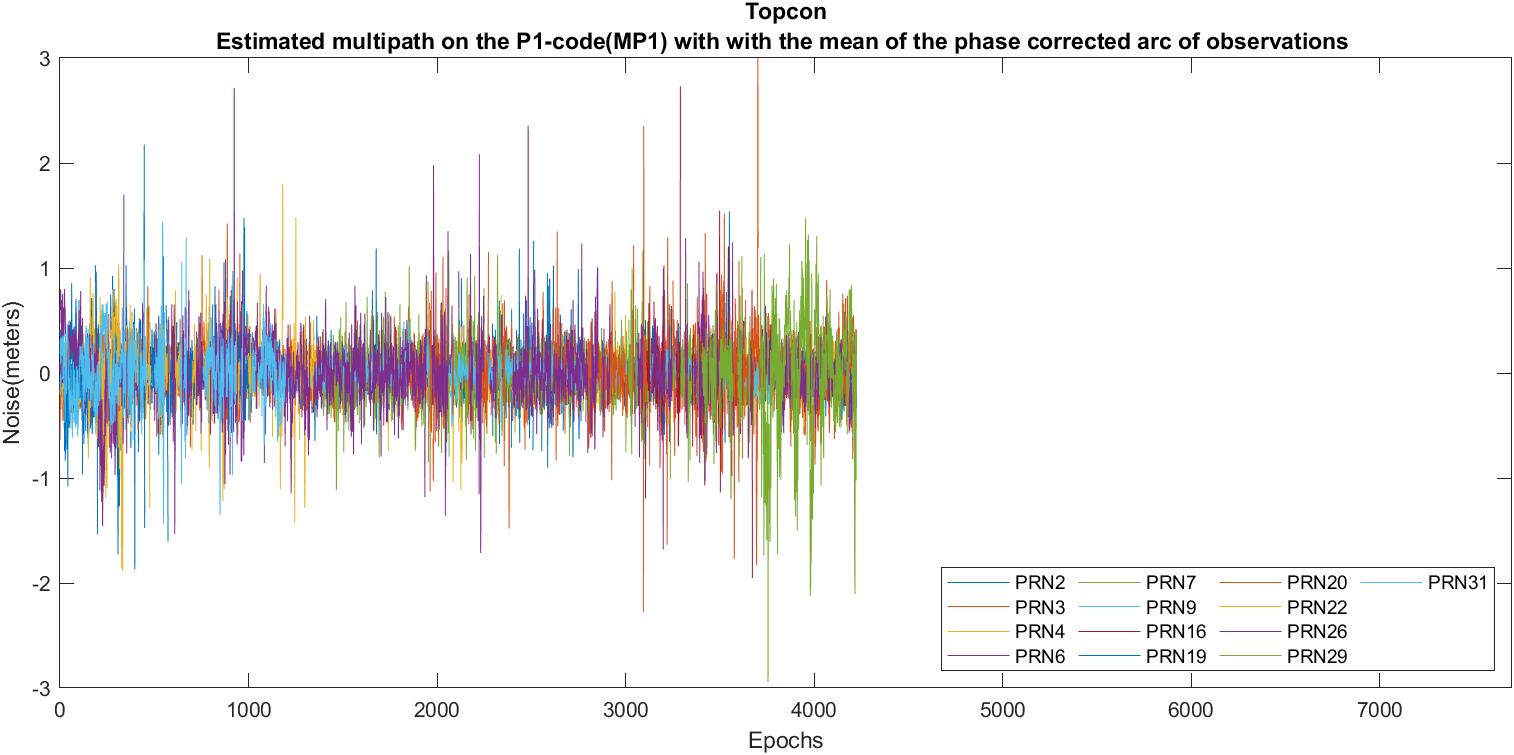 Topcon
Estimated multipath on the P1-code(MP1) with with the mean of the phase corrected arc of observations
3
2
1
0
-1
-2
-3
Noise(meters)
0 1000 2000 3000 4000 5000 6000 7000
Epochs
PRN2 PRN7 PRN20 PRN31
PRN3 PRN9 PRN22
PRN4 PRN16 PRN26
PRN6 PRN19 PRN29